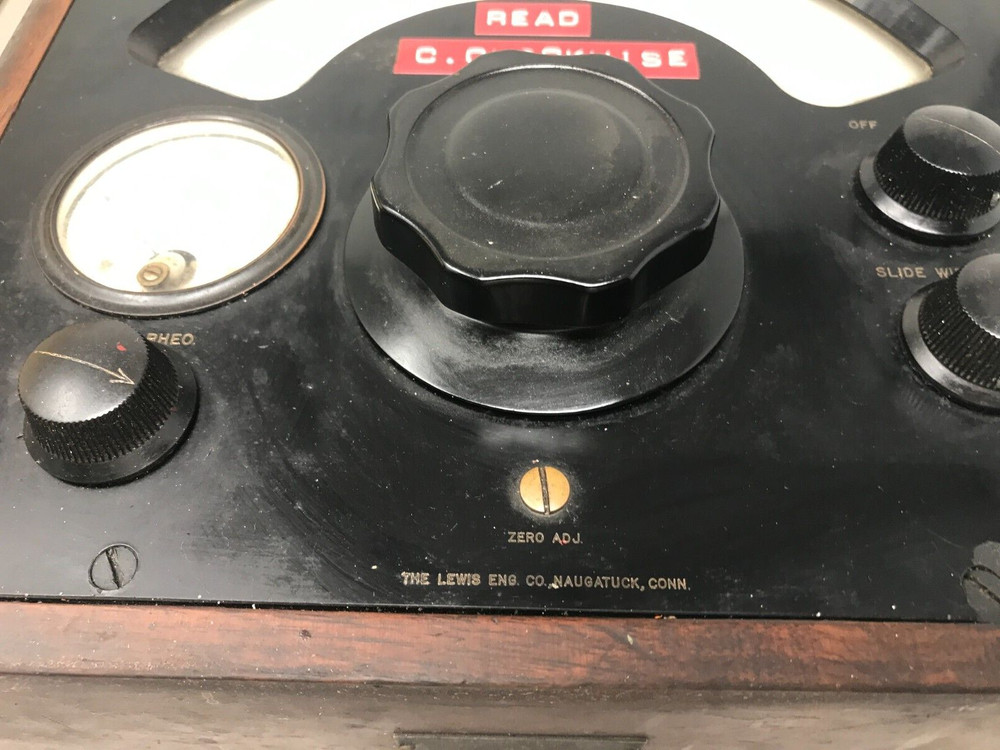 READ
C.
OFF
SLIDE
RHEO.
ZERO ADJ.
THE LEWIS ENG. CO., NAUGATUCK, CONN.